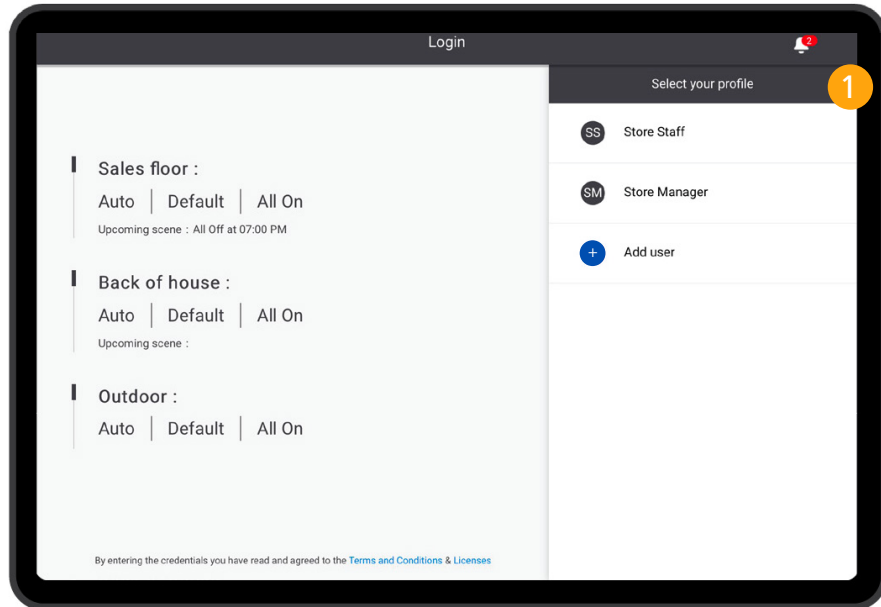 Login
2
Select your profile
1
SS Store Staff
SM Store Manager
+ Add user
Sales floor :
Auto | Default | All On
Upcoming scene : All Off at 07:00 PM
Back of house :
Auto | Default | All On
Upcoming scene :
Outdoor :
Auto | Default | All On
By entering the credentials you have read and agreed to the Terms and Conditions & Licenses